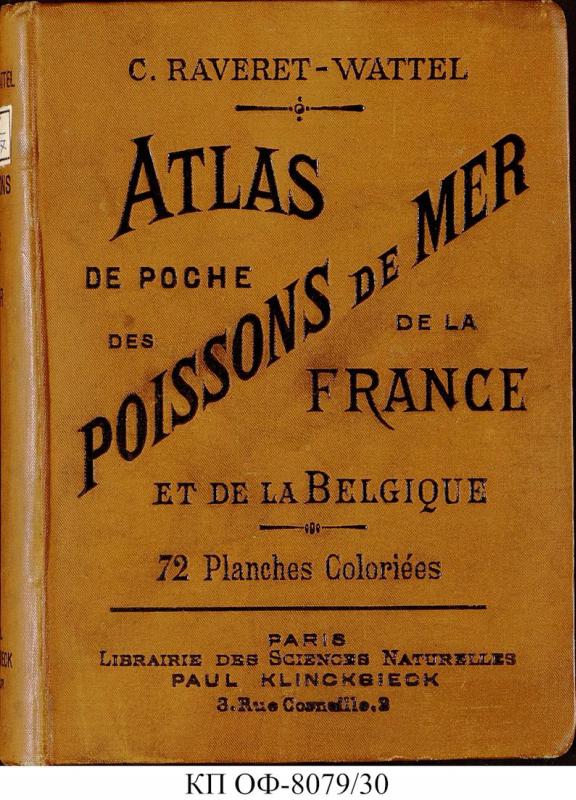 C. RAVERET-WATTEL
ATLAS
DE POCHE
DES
POISSONS DE MER
DE LA
FRANCE
ET DE LA BELGIQUE
72 Planches Coloriées
PARIS
LIBRAIRIE DES SCIENCES NATURELLES
PAUL KLINCKSIECK
3, Rue Corneille,
КП ОФ-8079/30